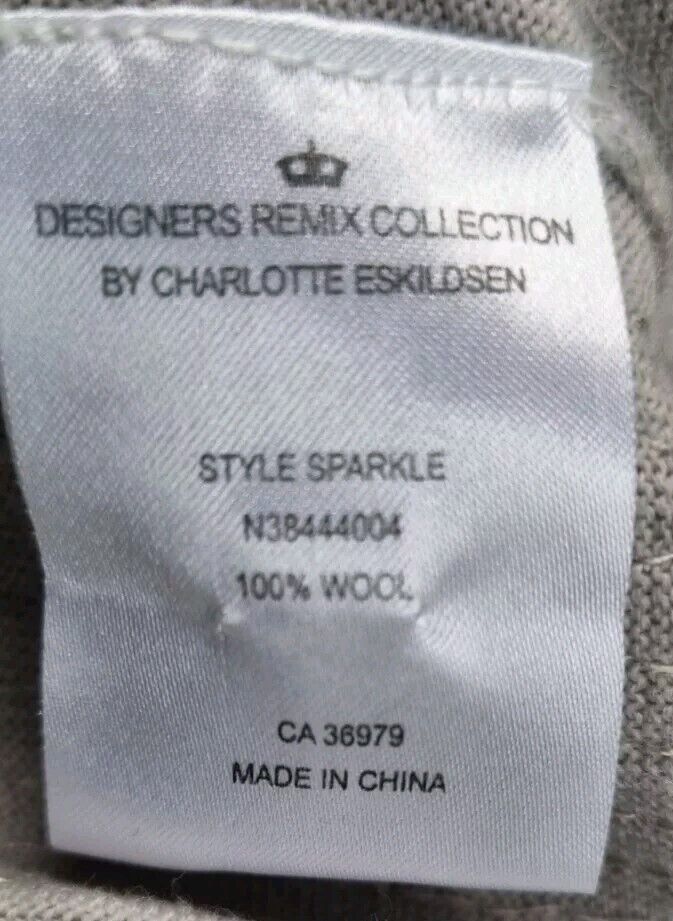 DESIGNERS REMIX COLLECTION
BY CHARLOTTE ESKILDSEN
STYLE SPARKLE
N38444004
100% WOOL
CA 36979
MADE IN CHINA